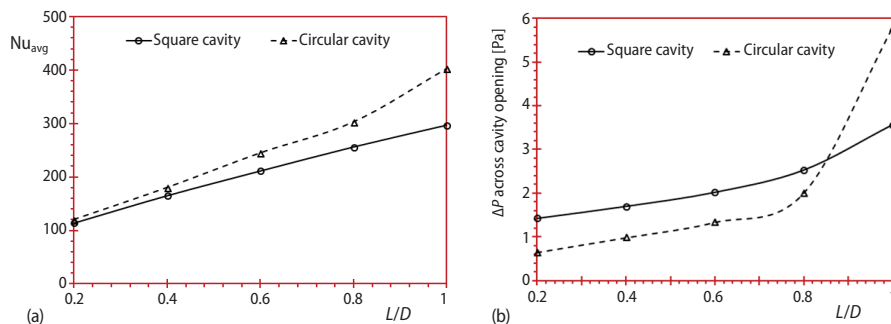 500
Nu_avg
400
300
200
100
0
Square cavity
Circular cavity
0.2
0.4
0.6
0.8
1
L/D
(a)
ΔP across cavity opening [Pa]
6
5
4
3
2
1
0
Square cavity
Circular cavity
0.2
0.4
0.6
0.8
L/D
(b)